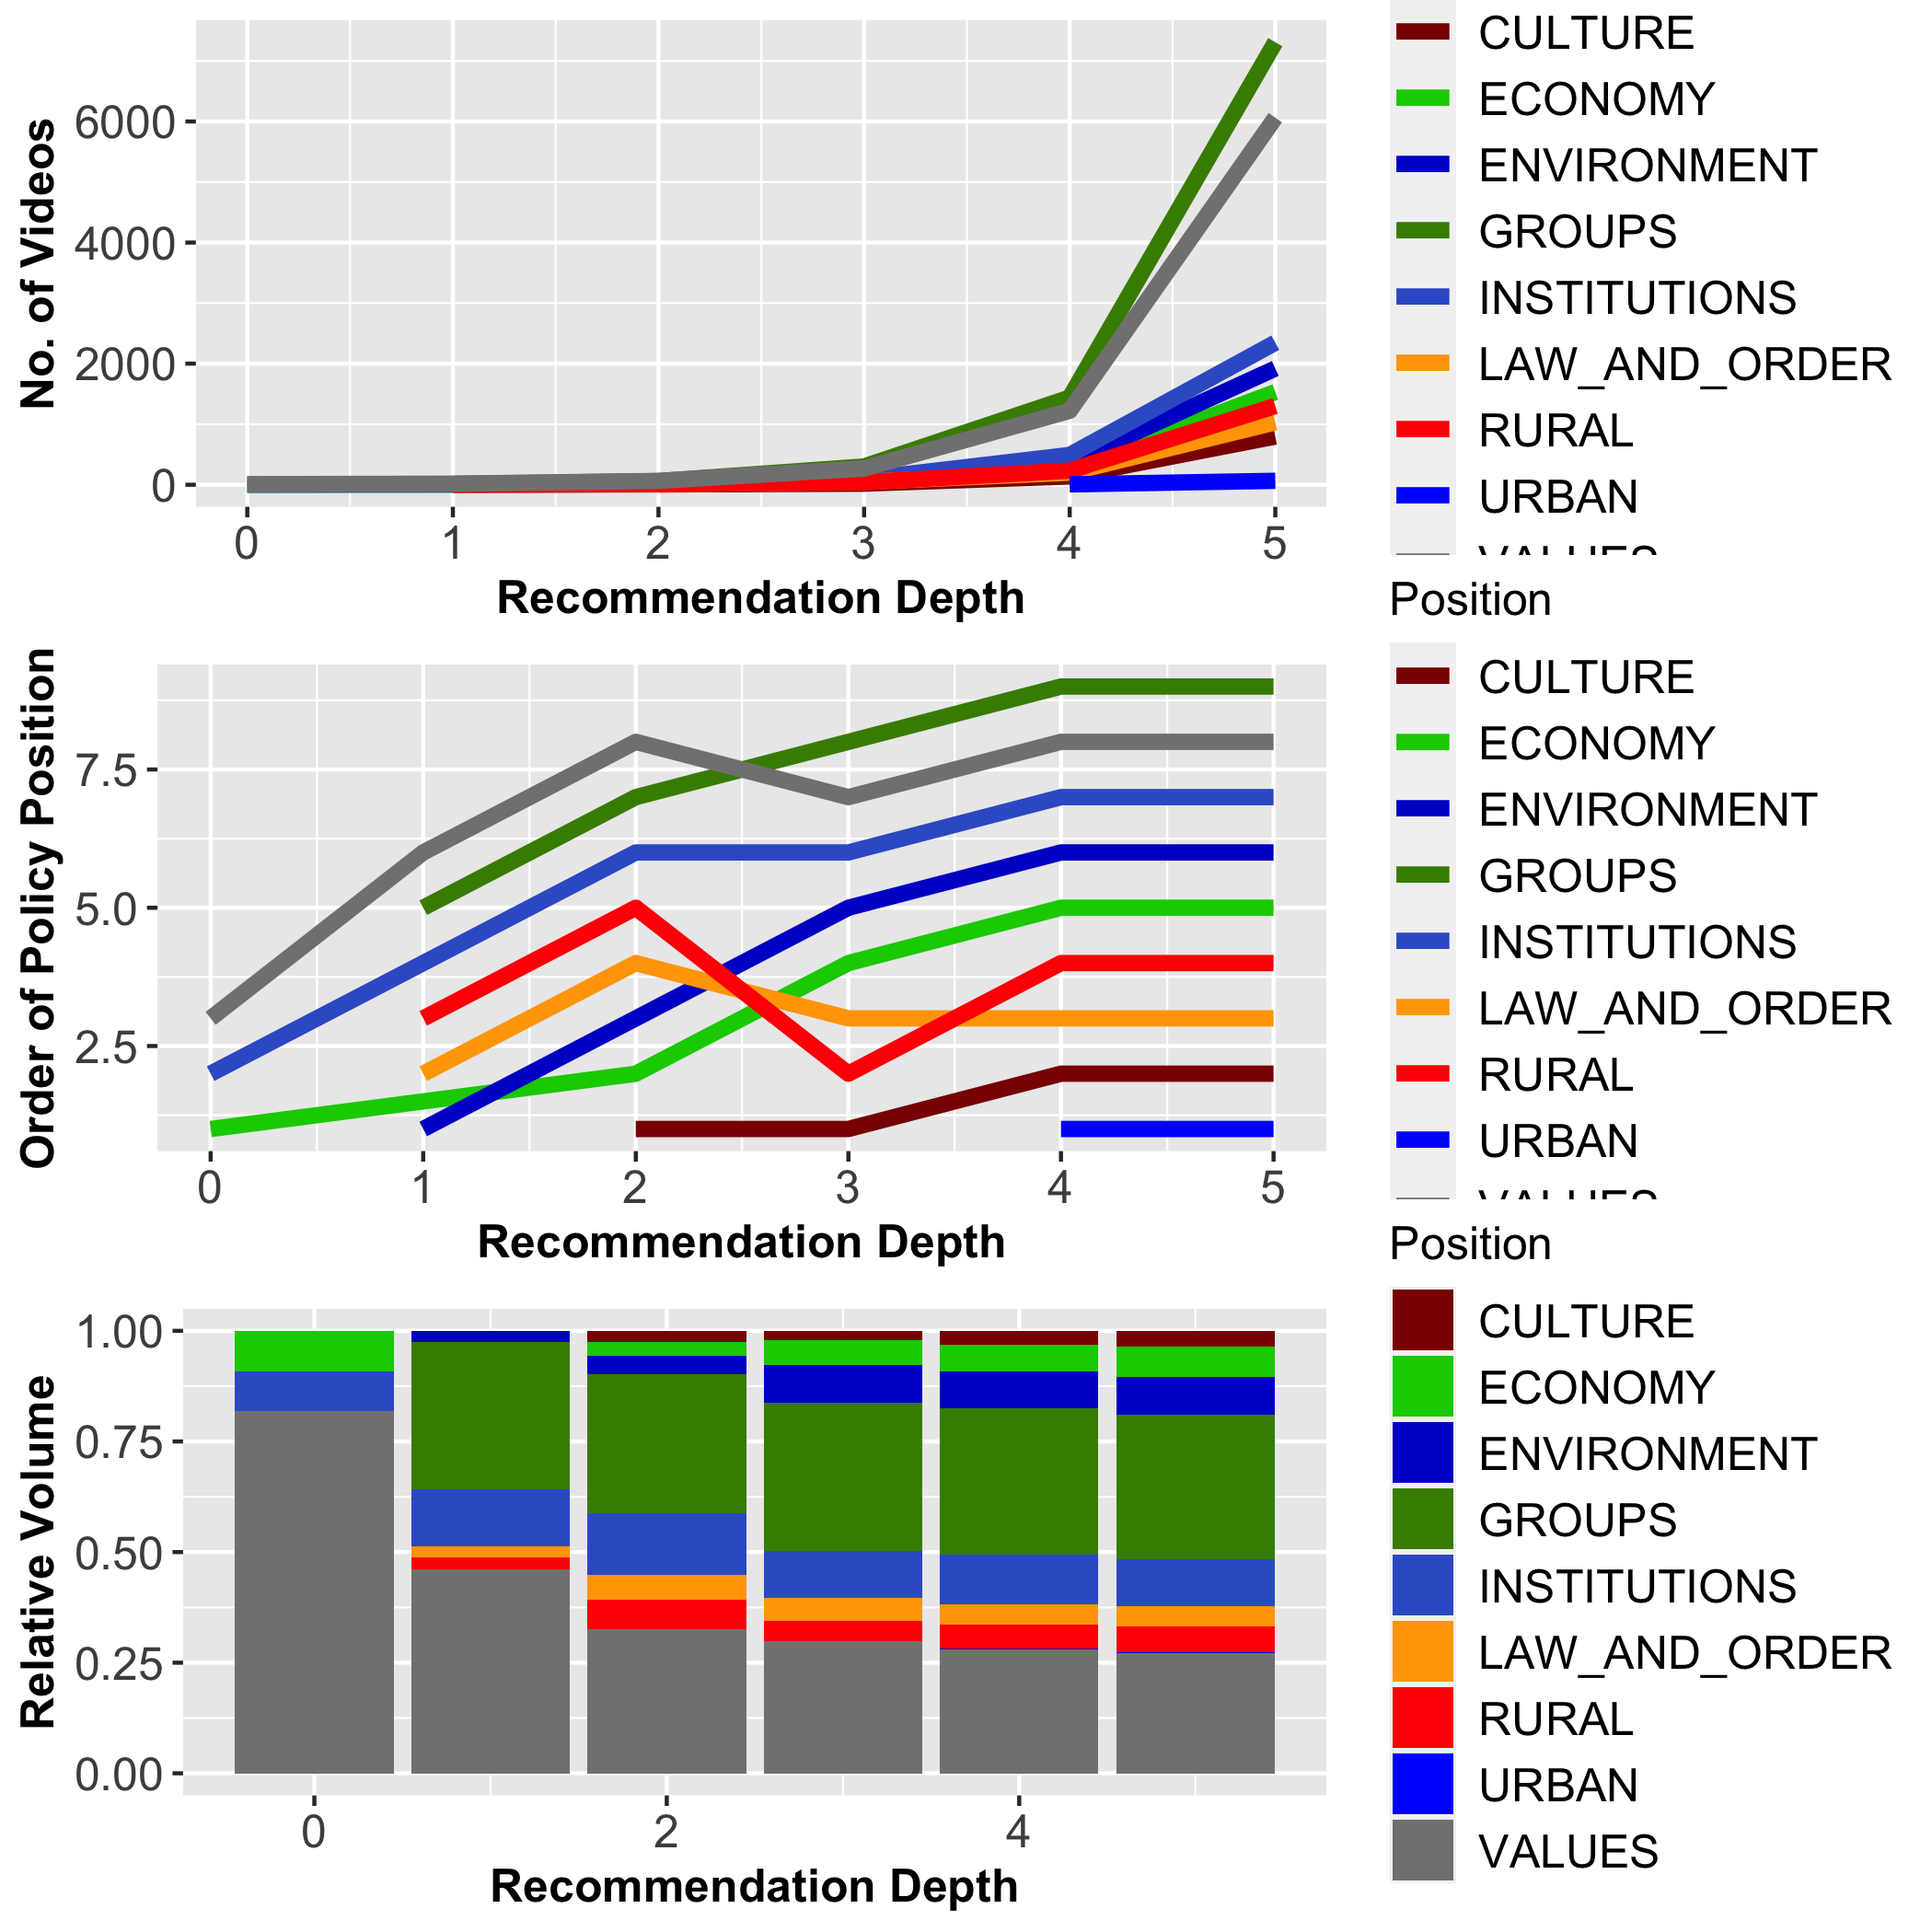 No. of Videos
6000
4000
2000
0
0 1 2 3 4 5
Recommendation Depth
CULTURE
ECONOMY
ENVIRONMENT
GROUPS
INSTITUTIONS
LAW_AND_ORDER
RURAL
URBAN
VALUES
Order of Policy Position
7.5
5.0
2.5
0 1 2 3 4 5
Recommendation Depth
Position
CULTURE
ECONOMY
ENVIRONMENT
GROUPS
INSTITUTIONS
LAW_AND_ORDER
RURAL
URBAN
VALUES
Relative Volume
1.00
0.75
0.50
0.25
0.00
0 2 4
Recommendation Depth
Position
CULTURE
ECONOMY
ENVIRONMENT
GROUPS
INSTITUTIONS
LAW_AND_ORDER
RURAL
URBAN
VALUES